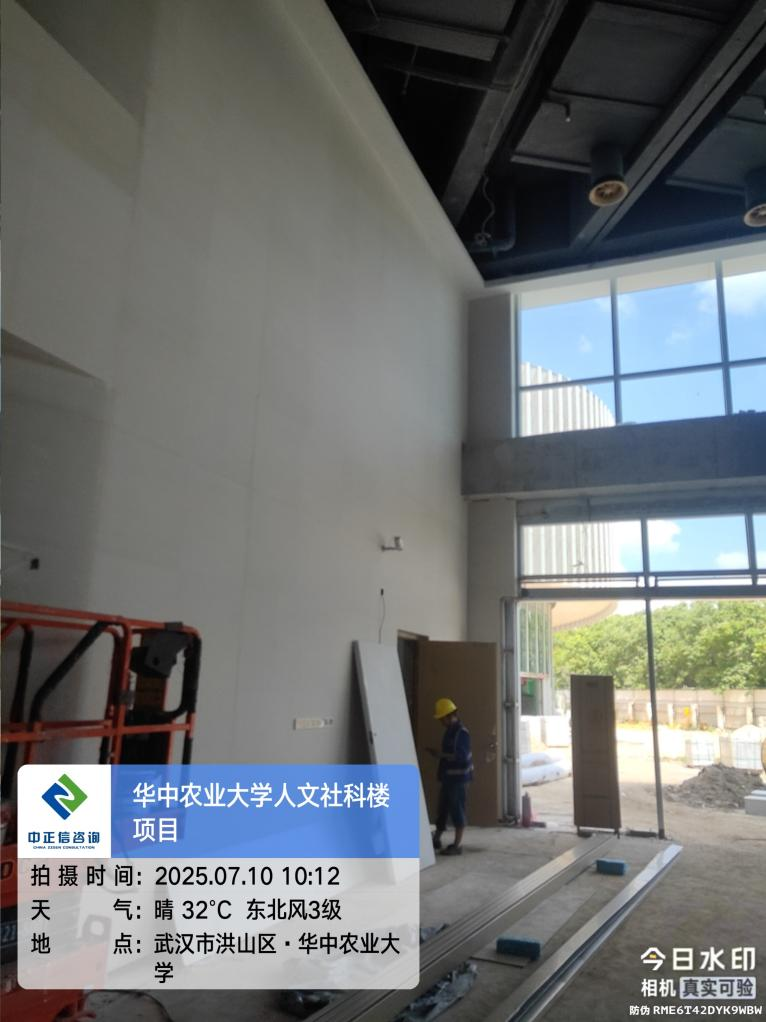 中正信咨询
CHINA ZZXIN CONSULTATION
华中农业大学人文社科楼
项目
拍摄时间：2025.07.10 10:12
天气：晴 32℃ 东北风3级
地点：武汉市洪山区·华中农业大
学
今日水印
相机 真实可验
防伪 RME6T42DYK9WBW